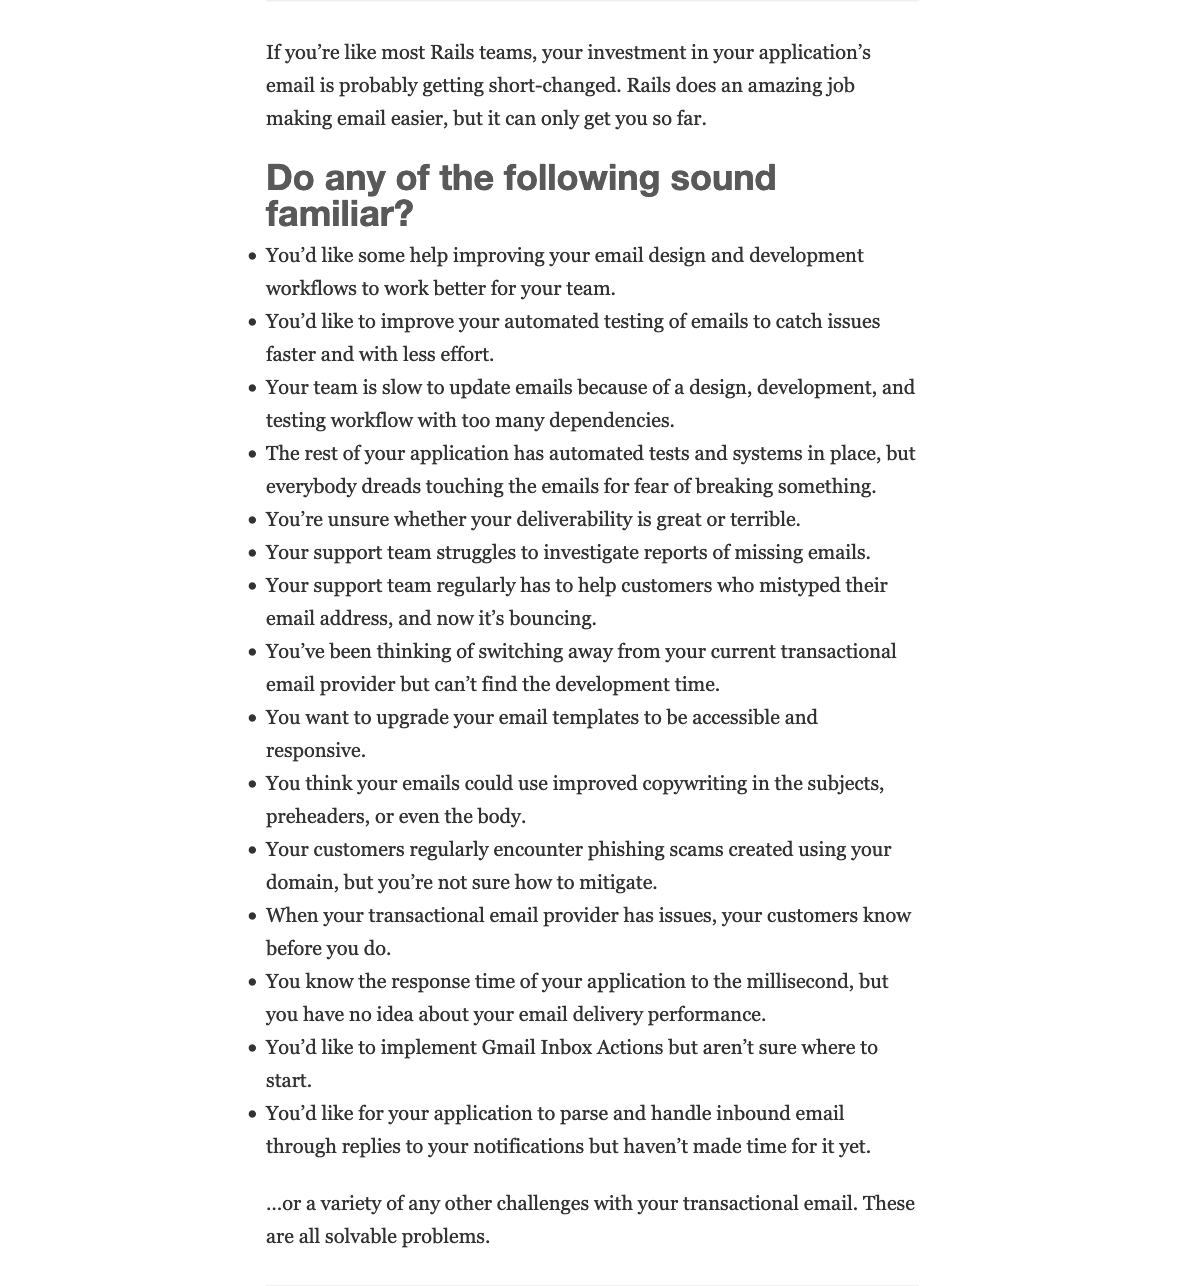 If you’re like most Rails teams, your investment in your application’s
email is probably getting short-changed. Rails does an amazing job
making email easier, but it can only get you so far.
Do any of the following sound
familiar?
• You’d like some help improving your email design and development
workflows to work better for your team.
• You’d like to improve your automated testing of emails to catch issues
faster and with less effort.
• Your team is slow to update emails because of a design, development, and
testing workflow with too many dependencies.
• The rest of your application has automated tests and systems in place, but
everybody dreads touching the emails for fear of breaking something.
• You’re unsure whether your deliverability is great or terrible.
• Your support team struggles to investigate reports of missing emails.
• Your support team regularly has to help customers who mistyped their
email address, and now it’s bouncing.
• You’ve been thinking of switching away from your current transactional
email provider but can’t find the development time.
• You want to upgrade your email templates to be accessible and
responsive.
• You think your emails could use improved copywriting in the subjects,
preheaders, or even the body.
• Your customers regularly encounter phishing scams created using your
domain, but you’re not sure how to mitigate.
• When your transactional email provider has issues, your customers know
before you do.
• You know the response time of your application to the millisecond, but
you have no idea about your email delivery performance.
• You’d like to implement Gmail Inbox Actions but aren’t sure where to
start.
• You’d like for your application to parse and handle inbound email
through replies to your notifications but haven’t made time for it yet.
…or a variety of any other challenges with your transactional email. These
are all solvable problems.